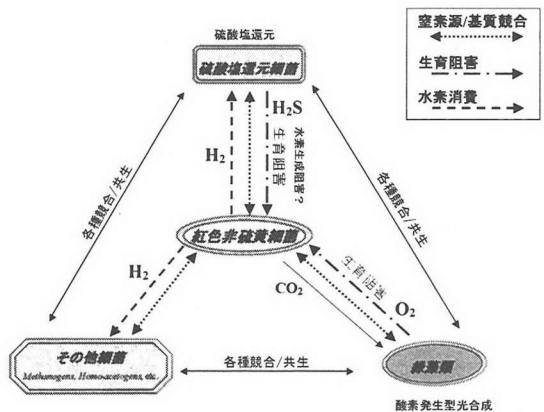 硫酸塩還元
硫酸塩還元細菌
窒素源/基質競合
生育阻害
水素消費
H2S
H2
生育阻害
水素生成阻害?
各種競合/共生
各種競合/共生
紅色非硫黄細菌
H2
CO2
生育阻害
O2
その他細菌
Methanogens, Homo-acetogens, etc.
各種競合/共生
緑藻類
酸素発生型光合成